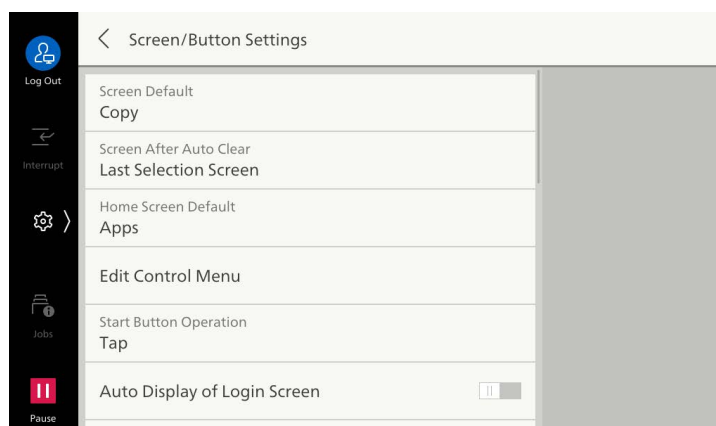 Screen/Button Settings
Log Out
Interrupt
Jobs
Pause
Screen Default
Copy
Screen After Auto Clear
Last Selection Screen
Home Screen Default
Apps
Edit Control Menu
Start Button Operation
Tap
Auto Display of Login Screen